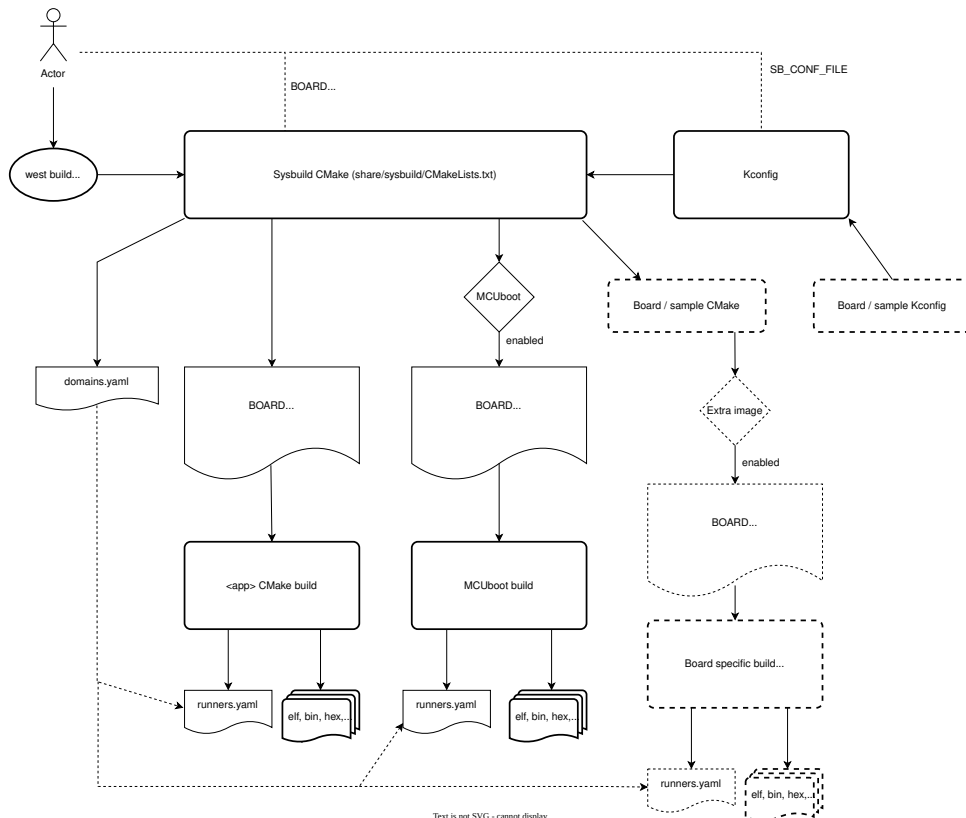 Actor
BOARD...
SB_CONF_FILE
west build...
Sysbuild CMake (share/sysbuild/CMakeLists.txt)
Kconfig
MCUboot
Board / sample CMake
Board / sample Kconfig
enabled
domains.yaml
BOARD...
BOARD...
Extra image
enabled
BOARD...
<app> CMake build
MCUboot build
Board specific build...
runners.yaml
elf, bin, hex,...
runners.yaml
elf, bin, hex,...
runners.yaml
elf, bin, hex,...
Text is not SVG - cannot display